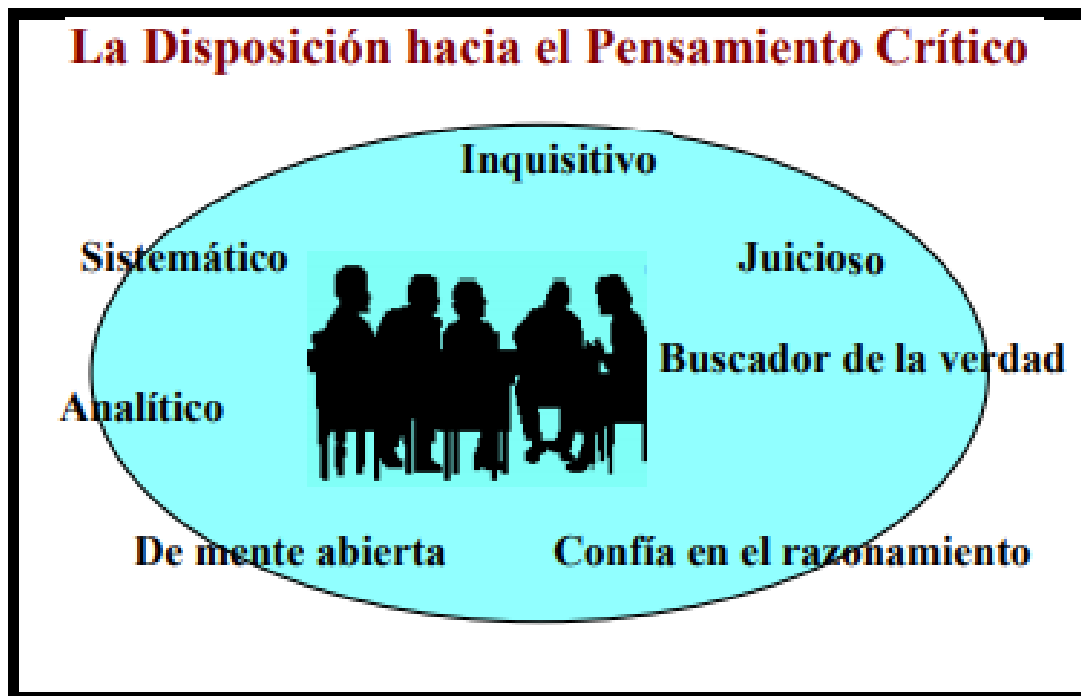 La Disposición hacia el Pensamiento Crítico
Inquisitivo
Sistemático
Juicioso
Buscador de la verdad
Analítico
De mente abierta
Confía en el razonamiento